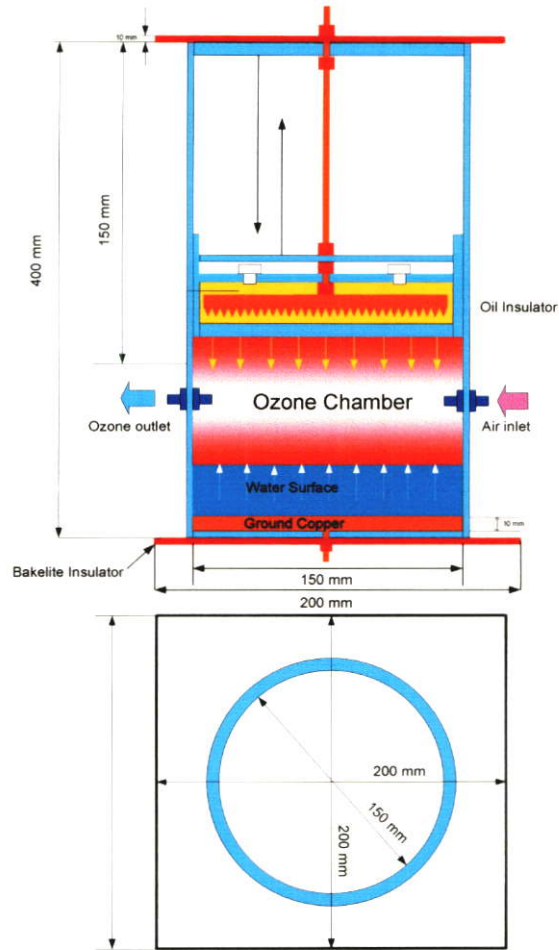 10 mm
150 mm
400 mm
Oil Insulator
Ozone Chamber
Ozone outlet
Air inlet
Water Surface
Ground Copper
10 mm
Bakelite Insulator
150 mm
200 mm
200 mm
150 mm
200 mm